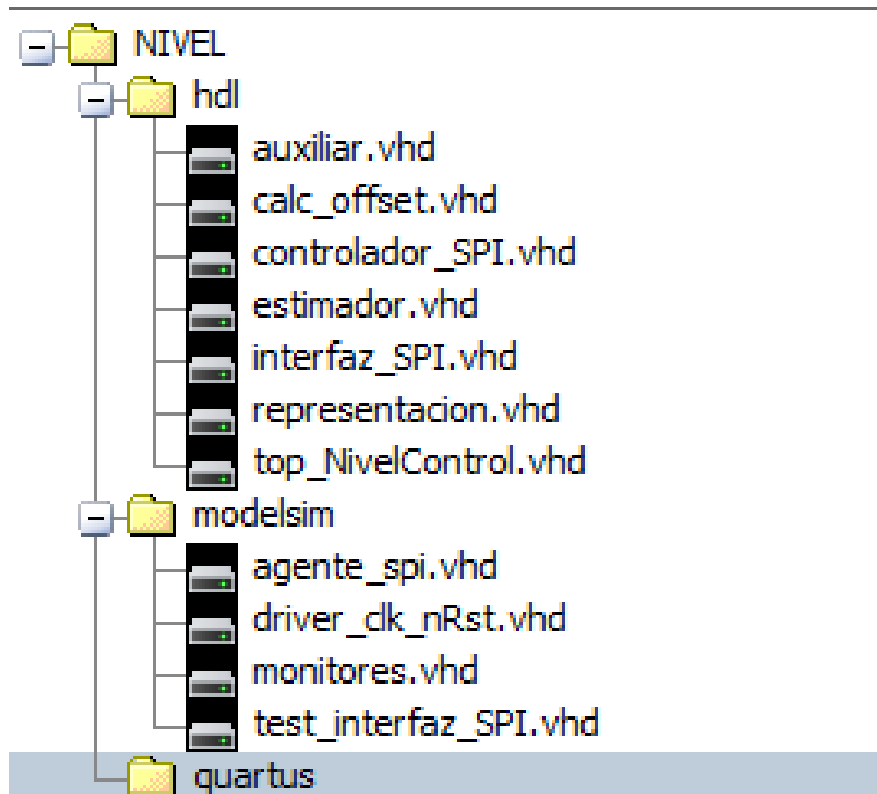 NIVEL
hdl
auxiliar.vhd
calc_offset.vhd
controlador_SPI.vhd
estimador.vhd
interfaz_SPI.vhd
representacion.vhd
top_NivelControl.vhd
modelsim
agente_spi.vhd
driver_clk_nRst.vhd
monitores.vhd
test_interfaz_SPI.vhd
quartus